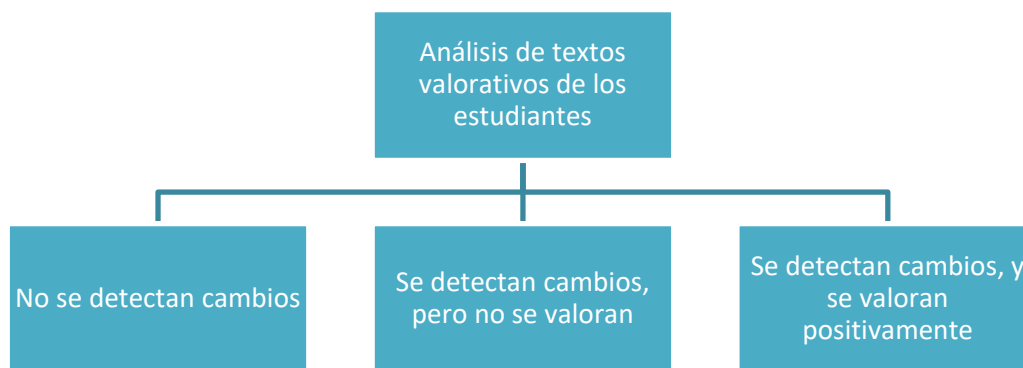 Análisis de textos
valorativos de los
estudiantes
No se detectan cambios
Se detectan cambios,
pero no se valoran
Se detectan cambios, y
se valoran
positivamente